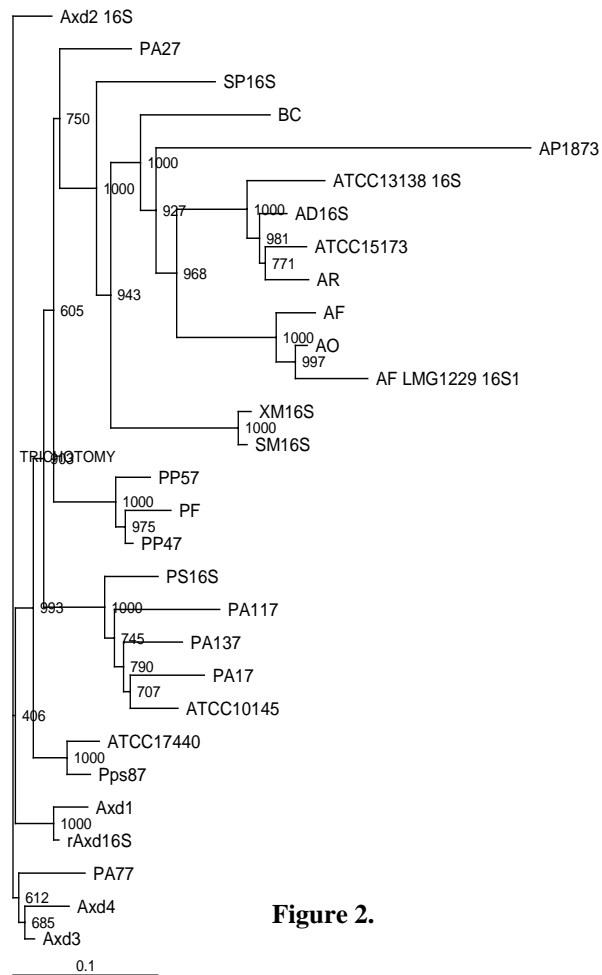 Axd2 16S
PA27
SP16S
750
BC
AP1873
1000
ATCC13138 16S
1000
927
1000
AD16S
981
ATCC15173
771
968
AR
943
605
AF
1000
AO
997
AF LMG1229 16S1
XM16S
1000
SM16S
TRICHOTOMY
903
PP57
1000
PF
975
PP47
PS16S
993
1000
PA117
745
PA137
790
PA17
707
ATCC10145
406
ATCC17440
1000
Pps87
Axd1
1000
rAxd16S
PA77
612
Axd4
685
Axd3
Figure 2.
0.1